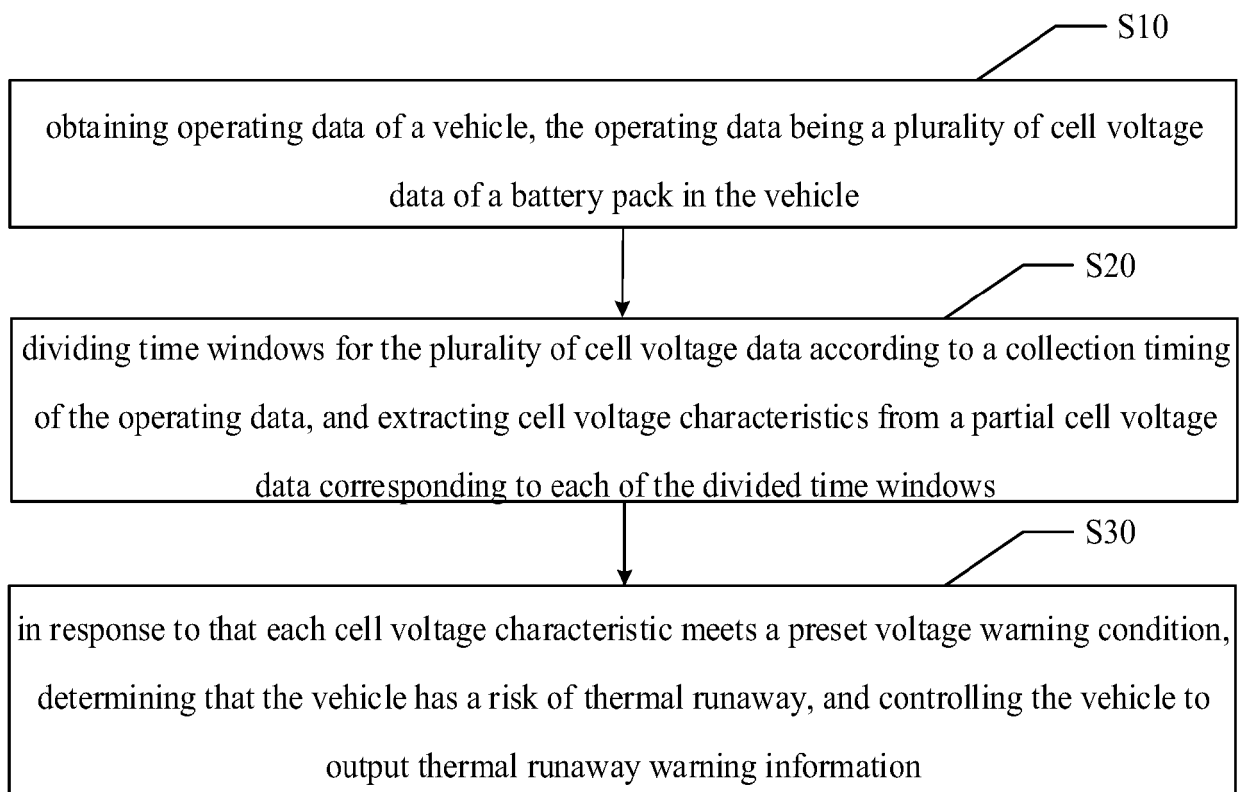 S10
obtaining operating data of a vehicle, the operating data being a plurality of cell voltage
data of a battery pack in the vehicle
S20
dividing time windows for the plurality of cell voltage data according to a collection timing
of the operating data, and extracting cell voltage characteristics from a partial cell voltage
data corresponding to each of the divided time windows
S30
in response to that each cell voltage characteristic meets a preset voltage warning condition,
determining that the vehicle has a risk of thermal runaway, and controlling the vehicle to
output thermal runaway warning information